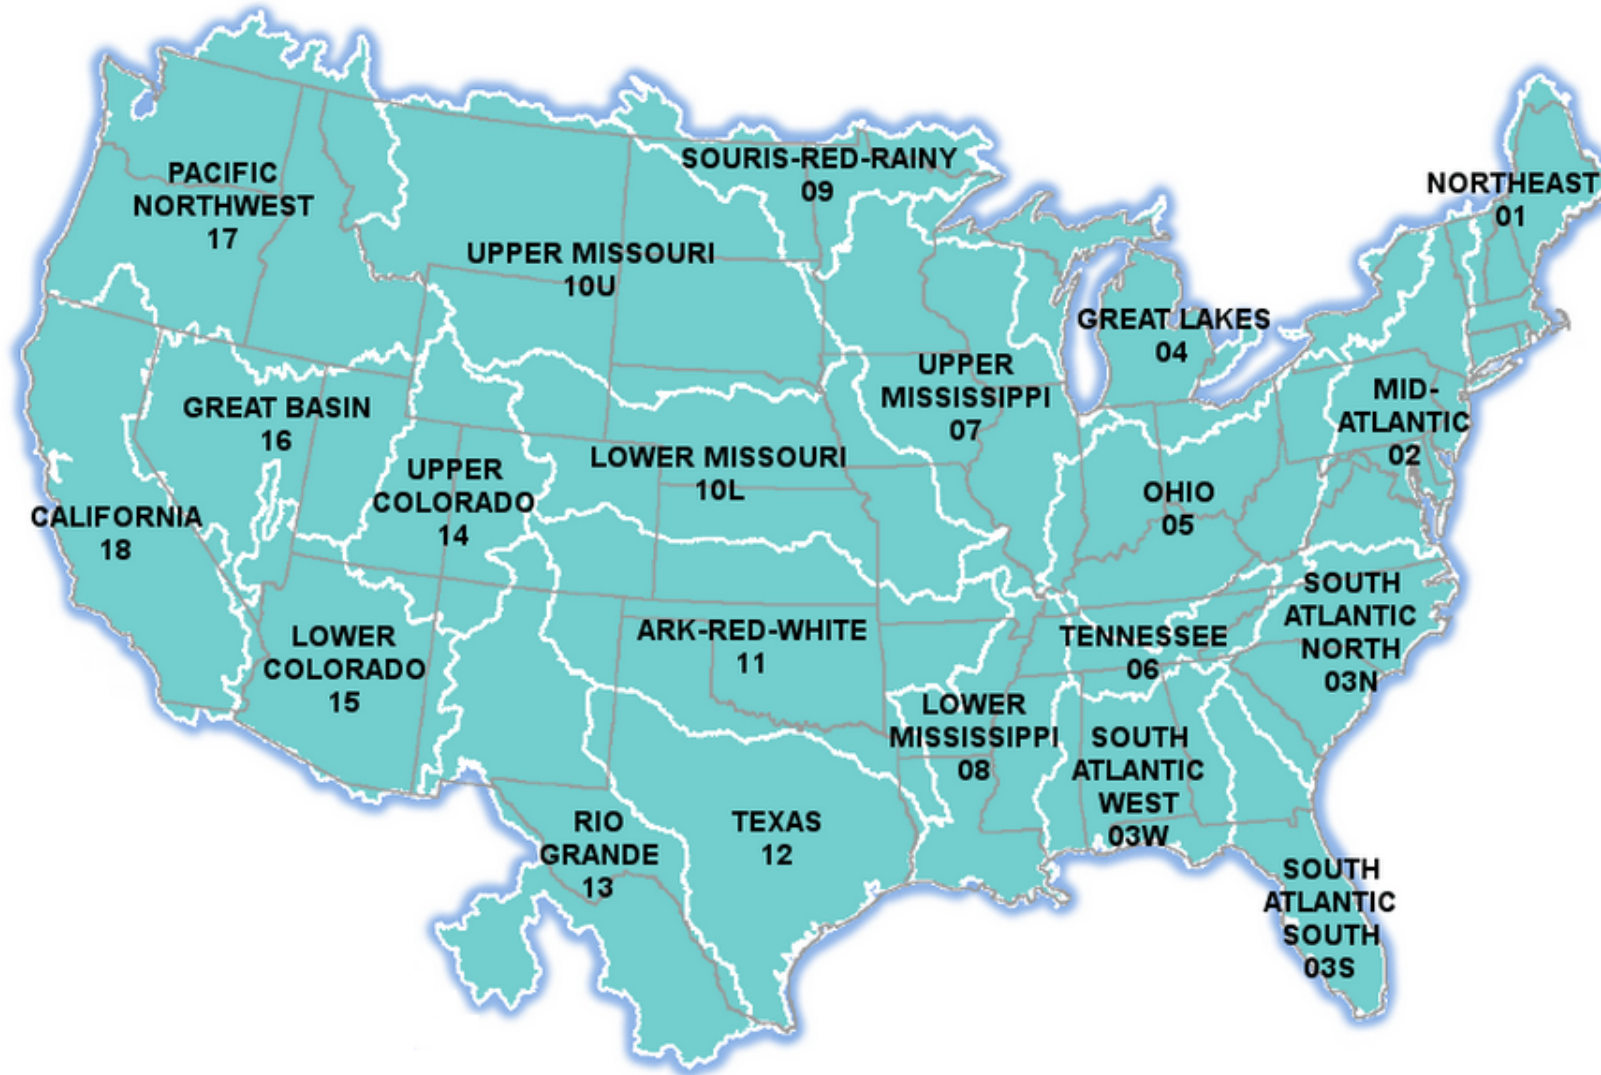 SOURIS-RED-RAINY
09
PACIFIC
NORTHWEST
17
NORTHEAST
01
UPPER MISSOURI
10U
GREAT LAKES
04
UPPER
MISSISSIPPI
07
MID-
ATLANTIC
02
GREAT BASIN
16
LOWER MISSOURI
10L
UPPER
COLORADO
14
OHIO
05
CALIFORNIA
18
SOUTH
ATLANTIC
NORTH
03N
LOWER
COLORADO
15
ARK-RED-WHITE
11
TENNESSEE
06
LOWER
MISSISSIPPI
08
SOUTH
ATLANTIC
WEST
03W
RIO
GRANDE
13
TEXAS
12
SOUTH
ATLANTIC
SOUTH
03S